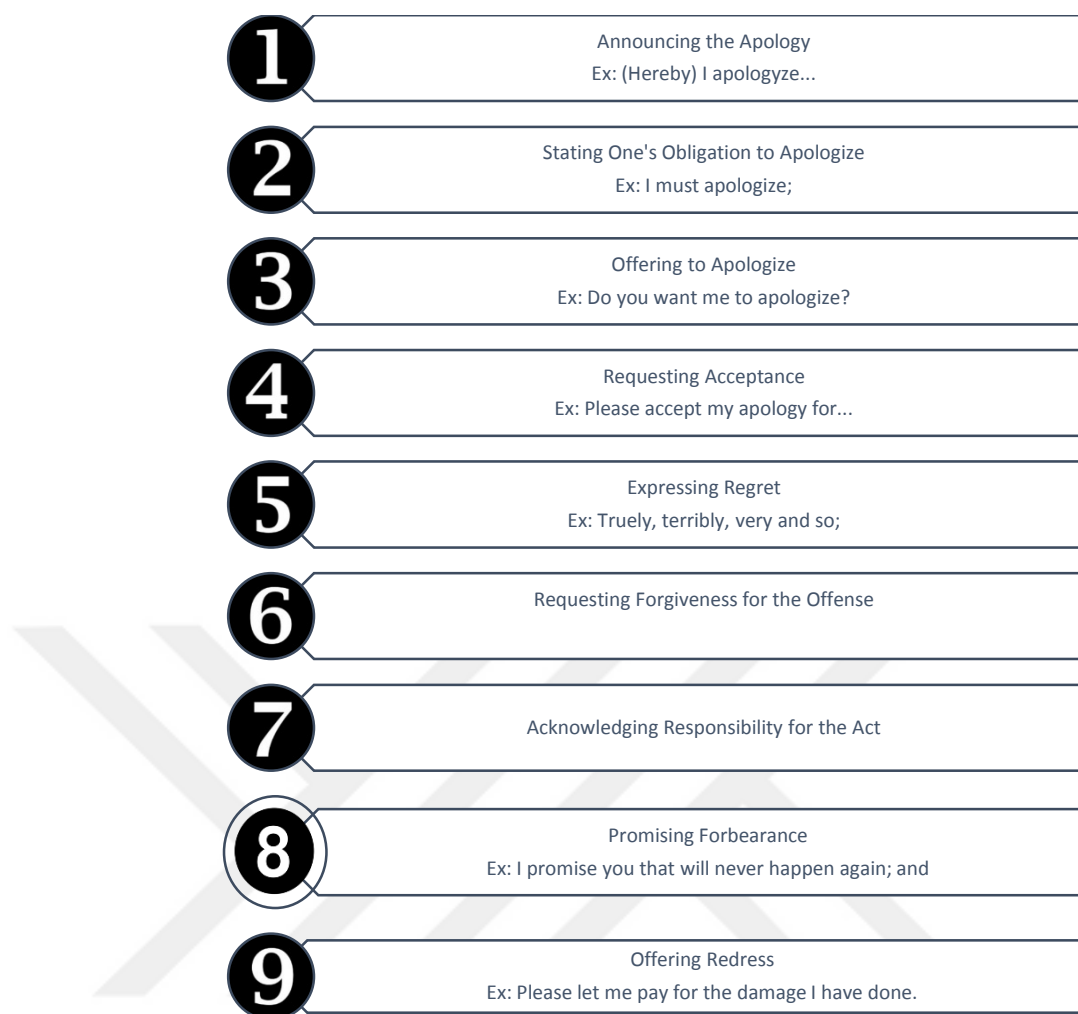 1
Announcing the Apology
Ex: (Hereby) I apologyze...
2
Stating One's Obligation to Apologize
Ex: I must apologize;
3
Offering to Apologize
Ex: Do you want me to apologize?
4
Requesting Acceptance
Ex: Please accept my apology for...
5
Expressing Regret
Ex: Truely, terribly, very and so;
6
Requesting Forgiveness for the Offense
7
Acknowledging Responsibility for the Act
8
Promising Forbearance
Ex: I promise you that will never happen again; and
9
Offering Redress
Ex: Please let me pay for the damage I have done.